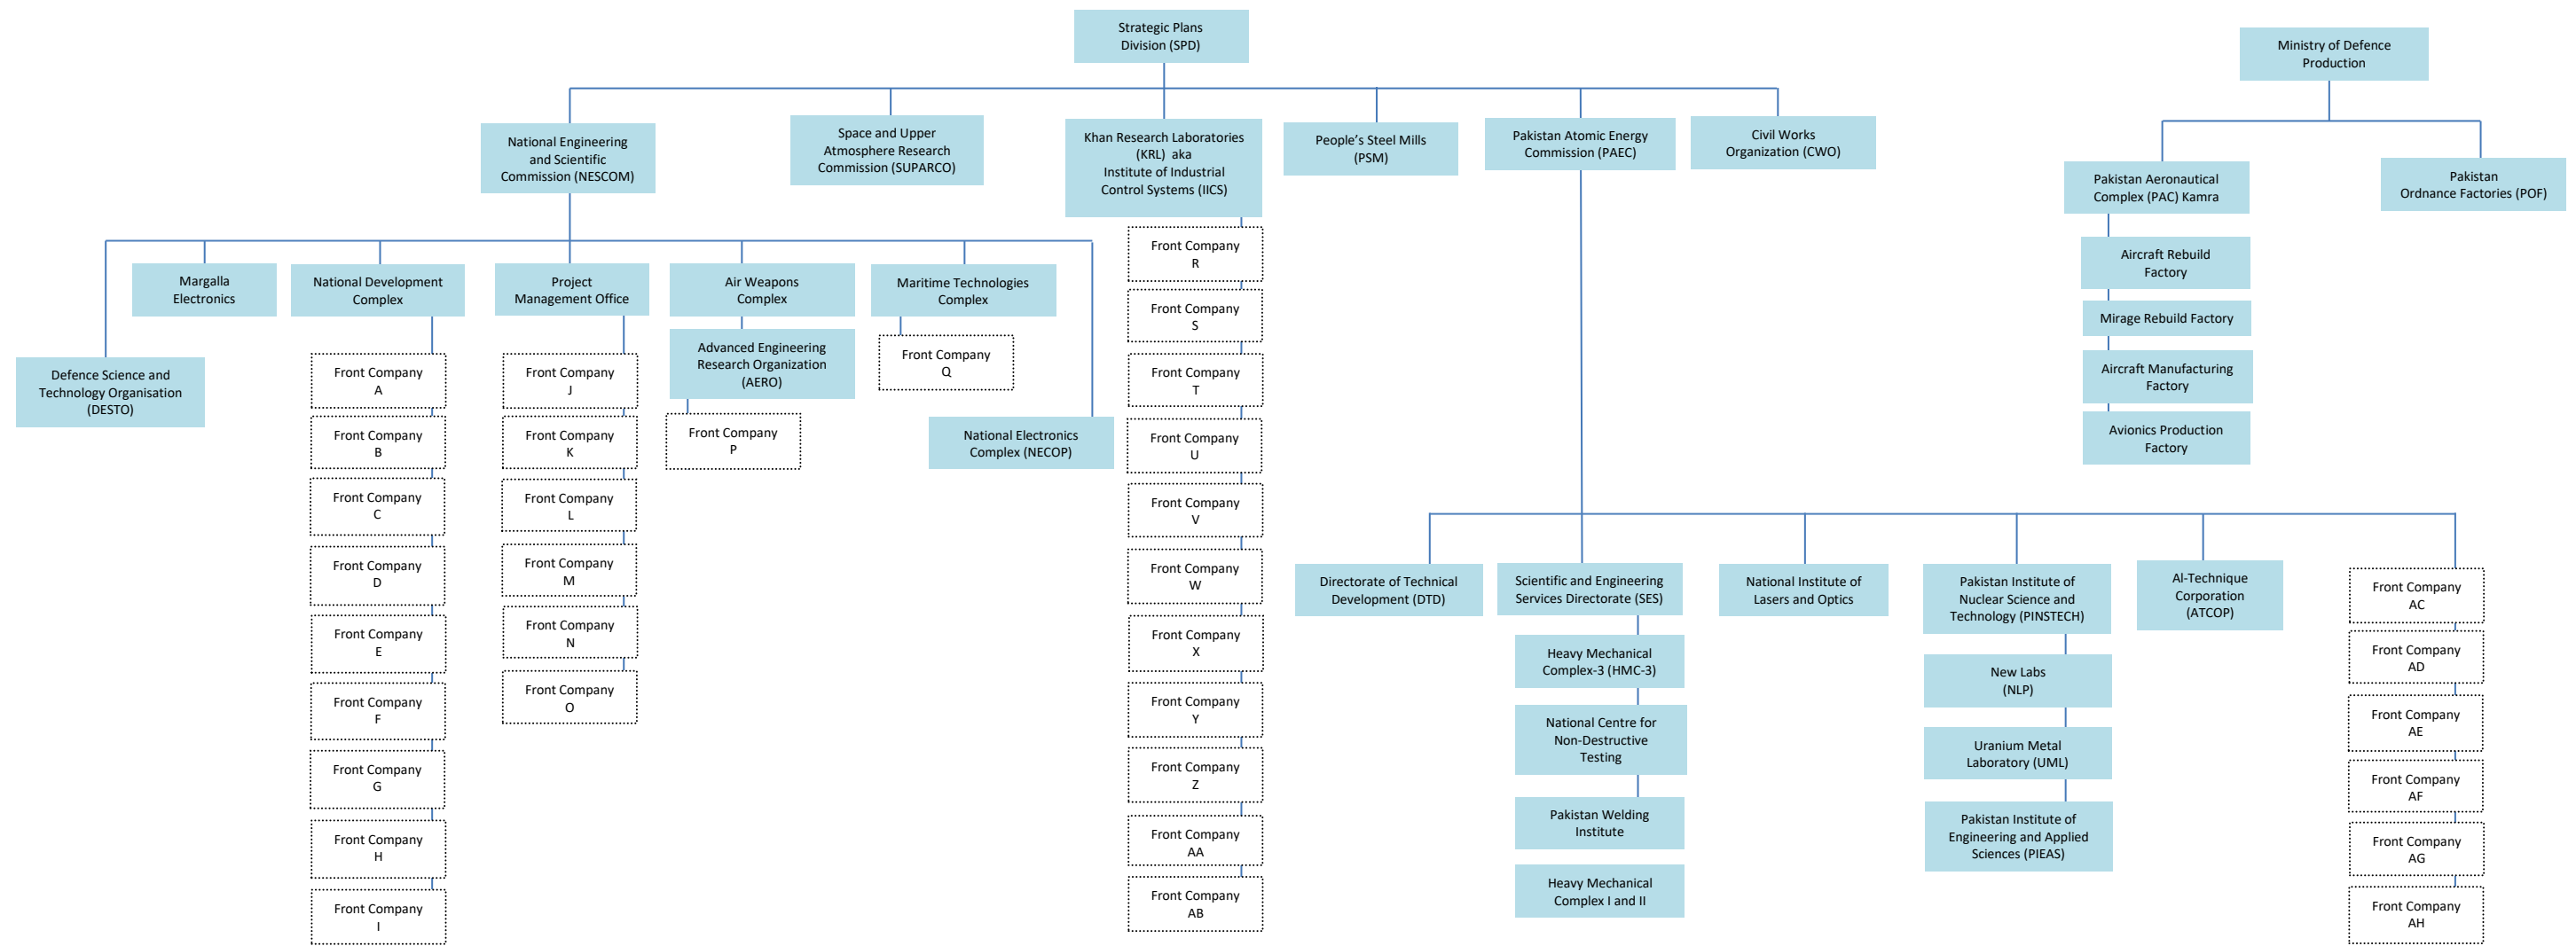 Strategic Plans
Division (SPD)
Ministry of Defence
Production
National Engineering
and Scientific
Commission (NESCOM)
Space and Upper
Atmosphere Research
Commission (SUPARCO)
Khan Research Laboratories
(KRL) aka
Institute of Industrial
Control Systems (IICS)
People’s Steel Mills
(PSM)
Pakistan Atomic Energy
Commission (PAEC)
Civil Works
Organization (CWO)
Pakistan Aeronautical
Complex (PAC) Kamra
Pakistan
Ordnance Factories (POF)
Aircraft Rebuild
Factory
Mirage Rebuild Factory
Aircraft Manufacturing
Factory
Avionics Production
Factory
Defence Science and
Technology Organisation
(DESTO)
Margalla
Electronics
National Development
Complex
Project
Management Office
Air Weapons
Complex
Maritime Technologies
Complex
Advanced Engineering
Research Organization
(AERO)
National Electronics
Complex (NECOP)
Front Company
A
Front Company
B
Front Company
C
Front Company
D
Front Company
E
Front Company
F
Front Company
G
Front Company
H
Front Company
I
Front Company
J
Front Company
K
Front Company
L
Front Company
M
Front Company
N
Front Company
O
Front Company
P
Front Company
Q
Front Company
R
Front Company
S
Front Company
T
Front Company
U
Front Company
V
Front Company
W
Front Company
X
Front Company
Y
Front Company
Z
Front Company
AA
Front Company
AB
Directorate of Technical
Development (DTD)
Scientific and Engineering
Services Directorate (SES)
Heavy Mechanical
Complex-3 (HMC-3)
National Centre for
Non-Destructive
Testing
Pakistan Welding
Institute
Heavy Mechanical
Complex I and II
National Institute of
Lasers and Optics
Pakistan Institute of
Nuclear Science and
Technology (PINSTECH)
New Labs
(NLP)
Uranium Metal
Laboratory (UML)
Pakistan Institute of
Engineering and Applied
Sciences (PIEAS)
Al-Technique
Corporation
(ATCOP)
Front Company
AC
Front Company
AD
Front Company
AE
Front Company
AF
Front Company
AG
Front Company
AH